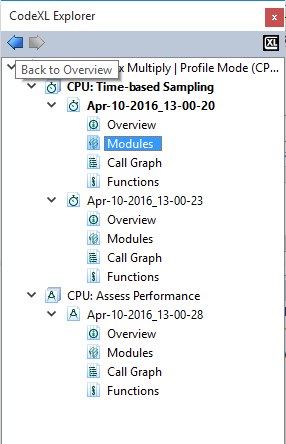 CodeXL Explorer
x
XL
Back to Overview
x Multiply | Profile Mode (CP...
CPU: Time-based Sampling
Apr-10-2016_13-00-20
Overview
Modules
Call Graph
Functions
Apr-10-2016_13-00-23
Overview
Modules
Call Graph
Functions
CPU: Assess Performance
Apr-10-2016_13-00-28
Overview
Modules
Call Graph
Functions